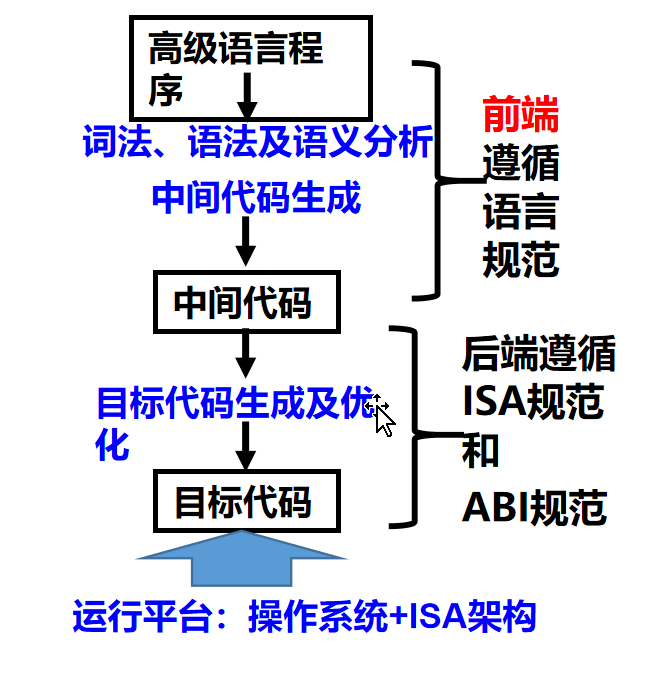 高级语言程
序
词法、语法及语义分析
中间代码生成
中间代码
目标代码生成及优
化
目标代码
运行平台：操作系统+ISA架构
前端
遵循
语言
规范
后端遵循
ISA规范
和
ABI规范